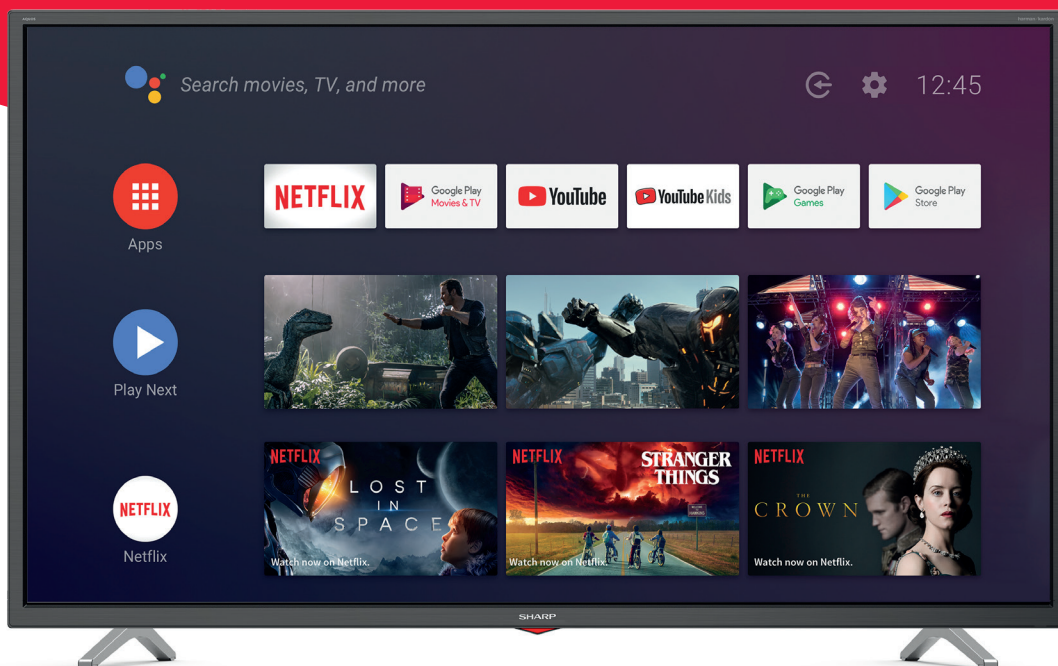 harman/kardon
Search movies, TV, and more
12:45
Apps
NETFLIX
Google Play
Movies & TV
YouTube
YouTube Kids
Google Play
Games
Google Play
Store
Play Next
NETFLIX
Netflix
NETFLIX
LOST
IN
SPACE
Watch now on Netflix.
NETFLIX
STRANGER
THINGS
Watch now on Netflix.
NETFLIX
THE
CROWN
Watch now on Netflix.
SHARP